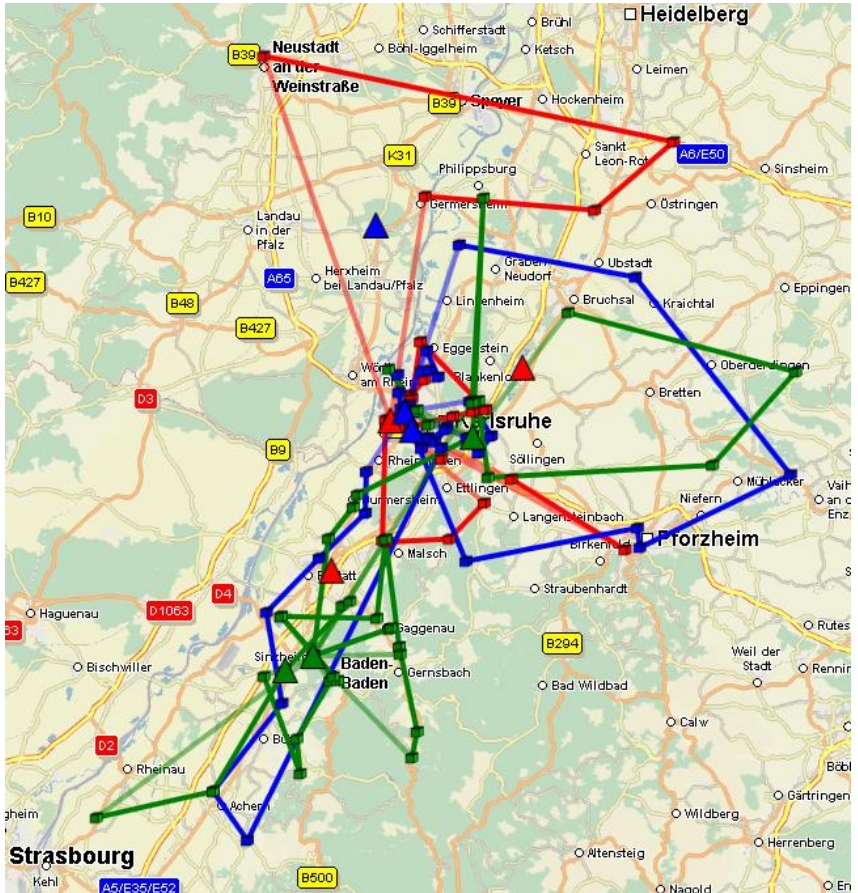 Heidelberg
Schifferstadt
Brühl
Neustadt
an der
Weinstraße
B39
Böhl-Iggelheim
Ketsch
Leimen
B39
Speyer
Hockenheim
K31
Sankt
Leon-Rot
A6/E50
Sinsheim
Philippsburg
Germersheim
Östringen
B10
Landau
in der
Pfalz
A65
Herxheim
bei Landau/Pfalz
Graben
Neudorf
Ubstadt
B427
B48
Linkenheim
Bruchsal
Kraichtal
Eppingen
B427
Eggenstein
Wörth
am Rhein
Blankenloch
Oberderdingen
D3
Bretten
Karlsruhe
B9
Söllingen
Ettlingen
Mühlacker
Durmersheim
Niefern
Langensteinbach
Pforzheim
Malsch
Birkenfeld
Straubenhardt
D4
Haguenau
D1063
Gaggenau
B294
Weil der
Stadt
Bischwiller
Sinzheim
Baden-
Baden
Gernsbach
Bad Wildbad
Calw
D2
Rheinau
Achern
Gärtringen
Wildberg
Strasbourg
Kehl
A5/E35/E52
B500
Altensteig
Herrenberg
Nagold